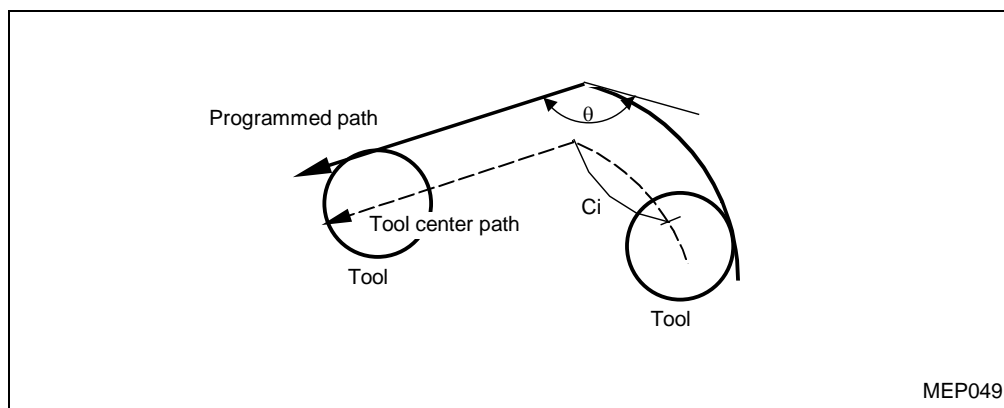 Programmed path
θ
Ci
Tool center path
Tool
Tool
MEP049